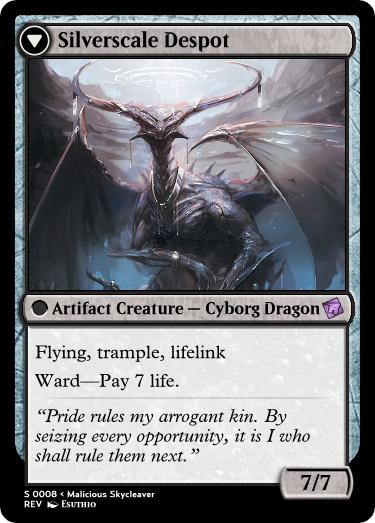 Silverscale Despot
Artifact Creature — Cyborg Dragon
Flying, trample, lifelink
Ward—Pay 7 life.
“Pride rules my arrogant kin. By
seizing every opportunity, it is I who
shall rule them next.”
7/7
S 0008 < Malicious Skycleaver
REV Esuthio